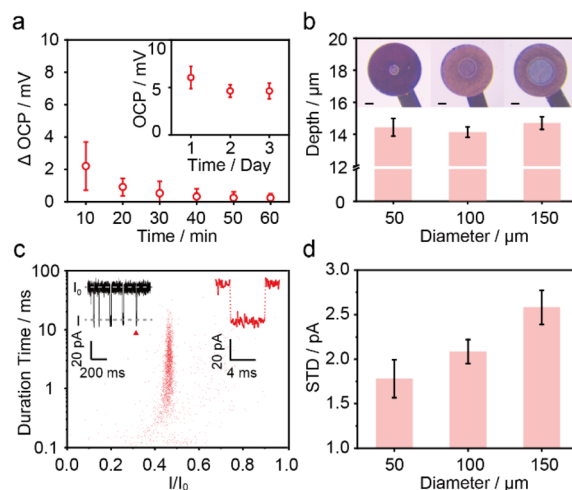 a
Δ OCP / mV
10
8
6
4
2
0
10 20 30 40 50 60
Time / min
OCP / mV
10
5
0
1 2 3
Time / Day
b
Depth / μm
20
18
16
14
12
0
50 100 150
Diameter / μm
c
Duration Time / ms
100
10
1
0.1
0.0 0.2 0.4 0.6 0.8 1.0
I/I₀
I₀
I
20 pA
200 ms
20 pA
4 ms
d
STD / pA
3.0
2.5
2.0
1.5
1.0
50 100 150
Diameter / μm